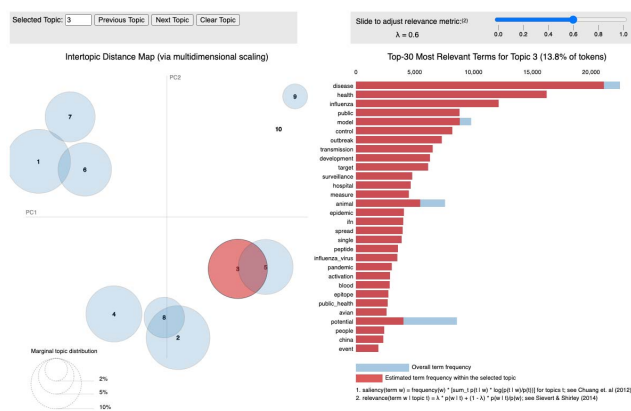 Selected Topic: 3 Previous Topic Next Topic Clear Topic
Slide to adjust relevance metric:(2)
λ = 0.6
0.0 0.2 0.4 0.6 0.8 1.0
Intertopic Distance Map (via multidimensional scaling)
PC2
PC1
9
10
7
1
6
3
5
4
8
2
Marginal topic distribution
2%
5%
10%
Top-30 Most Relevant Terms for Topic 3 (13.8% of tokens)
0 5,000 10,000 15,000 20,000
disease
health
influenza
public
model
control
outbreak
transmission
development
target
surveillance
hospital
measure
animal
epidemic
ifn
spread
single
peptide
influenza_virus
pandemic
activation
blood
epitope
public_health
avian
potential
people
china
event
Overall term frequency
Estimated term frequency within the selected topic
1. saliency(term w) = frequency(w) * [sum_t p(t | w) * log(p(t | w)/p(t))] for topics t; see Chuang et. al (2012)
2. relevance(term w | topic t) = λ * p(w | t) + (1 - λ) * p(w | t)/p(w); see Sievert & Shirley (2014)